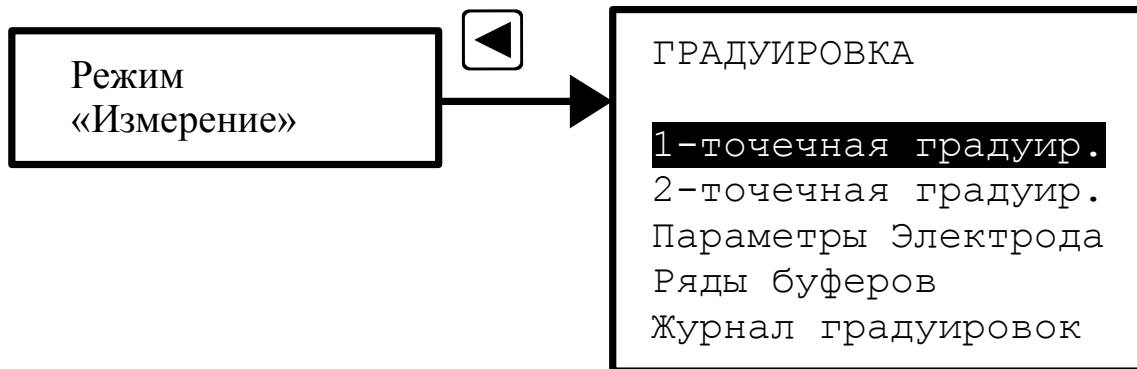 Режим
«Измерение»
ГРАДУИРОВКА
1-точечная градуир.
2-точечная градуир.
Параметры Электрода
Ряды буферов
Журнал градуировок